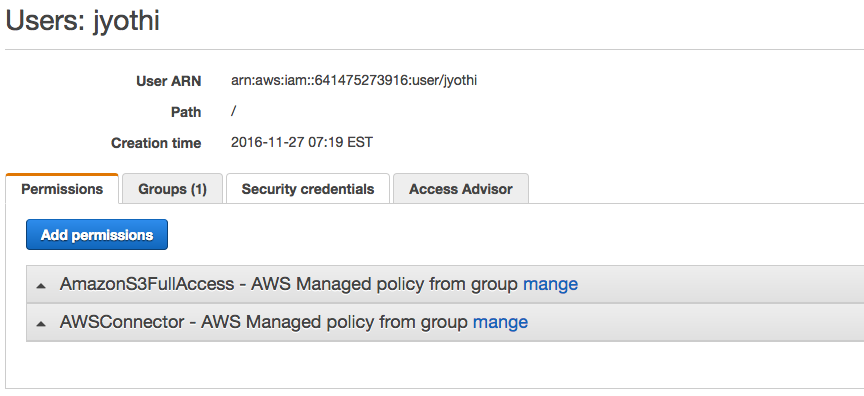 Users: jyothi
User ARN arn:aws:iam::641475273916:user/jyothi
Path /
Creation time 2016-11-27 07:19 EST
Permissions Groups (1) Security credentials Access Advisor
Add permissions
AmazonS3FullAccess - AWS Managed policy from group mange
AWSConnector - AWS Managed policy from group mange